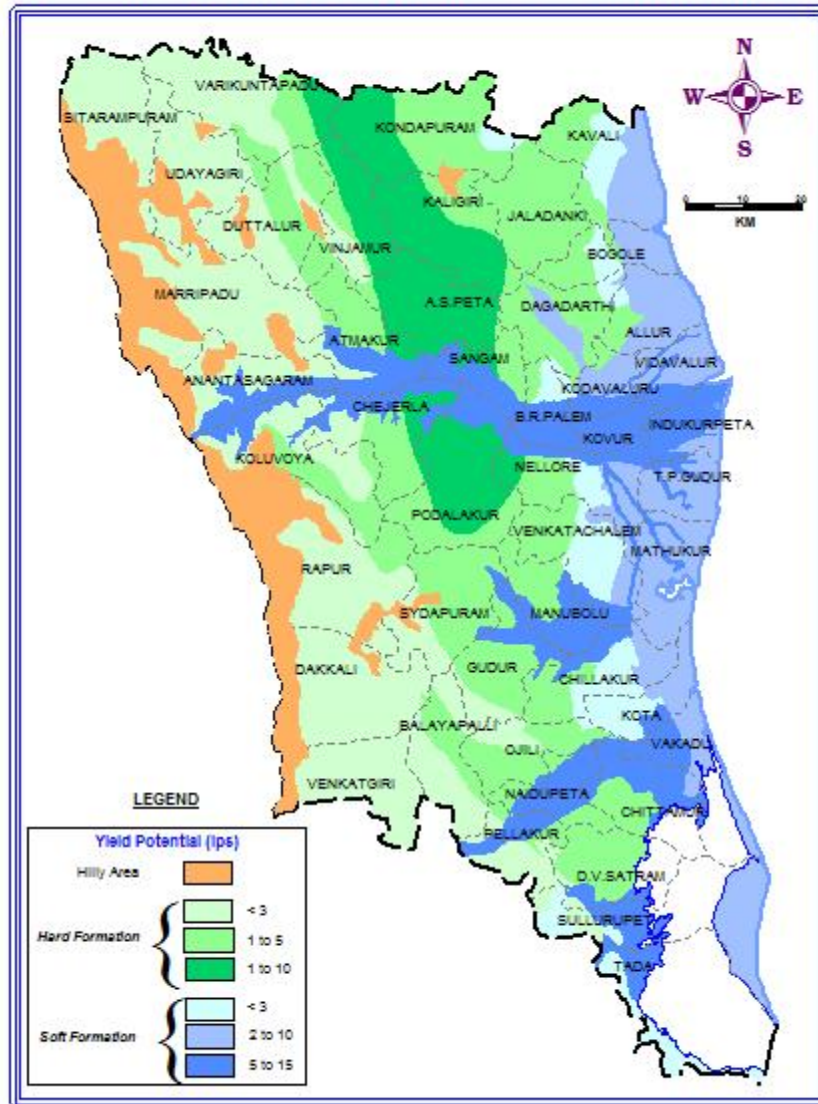 N
W E
S
0 10 20
KM
VARIKUNTAPADU
SITARAMPURAM
KONDAPURAM
KAVALI
UDAYAGIRI
KALIGIRI
JALADANKI
DUTTALUR
VINJAMUR
BOGOLE
MARRIPADU
A.S.PETA
DAGADARTHI
ALLUR
ATMAKUR
SANGAM
VIDAVALUR
ANANTASAGARAM
KODAVALURU
CHEJERLA
B.R.PALEM
INDUKURPETA
KOVUR
KOLUVOYA
NELLORE
T.P.GUDUR
PODALAKUR
VENKATACHALEM
MATHUKUR
RAPUR
SYDAPURAM
MANUBOLU
DAKKALI
GUDUR
CHILLAKUR
KOTA
BALAYAPALLI
OJILI
VAKADU
VENKATGIRI
NAIDUPETA
CHITTAMUR
PELLAKUR
D.V.SATRAM
SULLURUPET
TADA
LEGEND
Yield Potential (lps)
Hilly Area
Hard Formation
< 3
1 to 5
1 to 10
Soft Formation
< 3
2 to 10
5 to 15